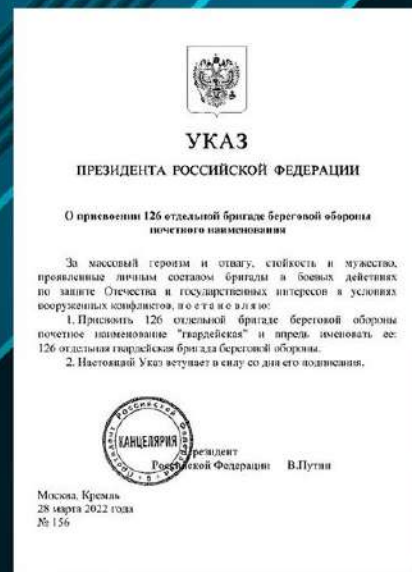 УКАЗ
ПРЕЗИДЕНТА РОССИЙСКОЙ ФЕДЕРАЦИИ
О присвоении 126 отдельной бригаде береговой обороны
почетного наименования
За массовый героизм и отвагу, стойкость и мужество,
проявленные личным составом бригады в боевых действиях
по защите Отечества и государственных интересов в условиях
вооруженных конфликтов, постановляю:
1. Присвоить 126 отдельной бригаде береговой обороны
почетное наименование "гвардейская" и впредь именовать ее:
126 отдельная гвардейская бригада береговой обороны.
2. Настоящий Указ вступает в силу со дня его подписания.
КАНЦЕЛЯРИЯ
Президент
Российской Федерации В.Путин
Москва, Кремль
28 марта 2022 года
№ 156